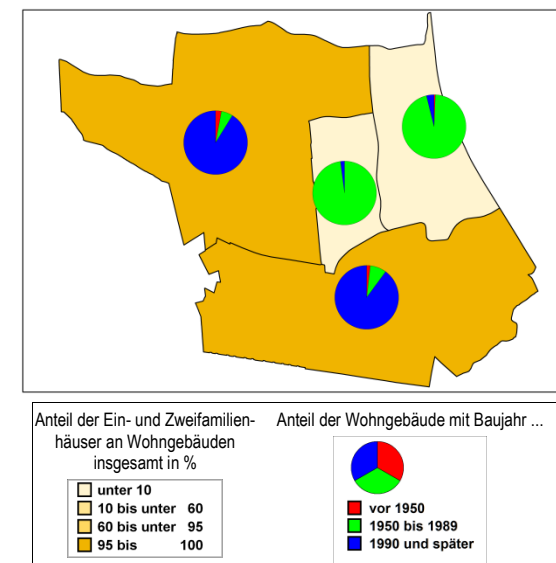 Anteil der Ein- und Zweifamilien-
häuser an Wohngebäuden
insgesamt in %
unter 10
10 bis unter 60
60 bis unter 95
95 bis 100
Anteil der Wohngebäude mit Baujahr ...
vor 1950
1950 bis 1989
1990 und später